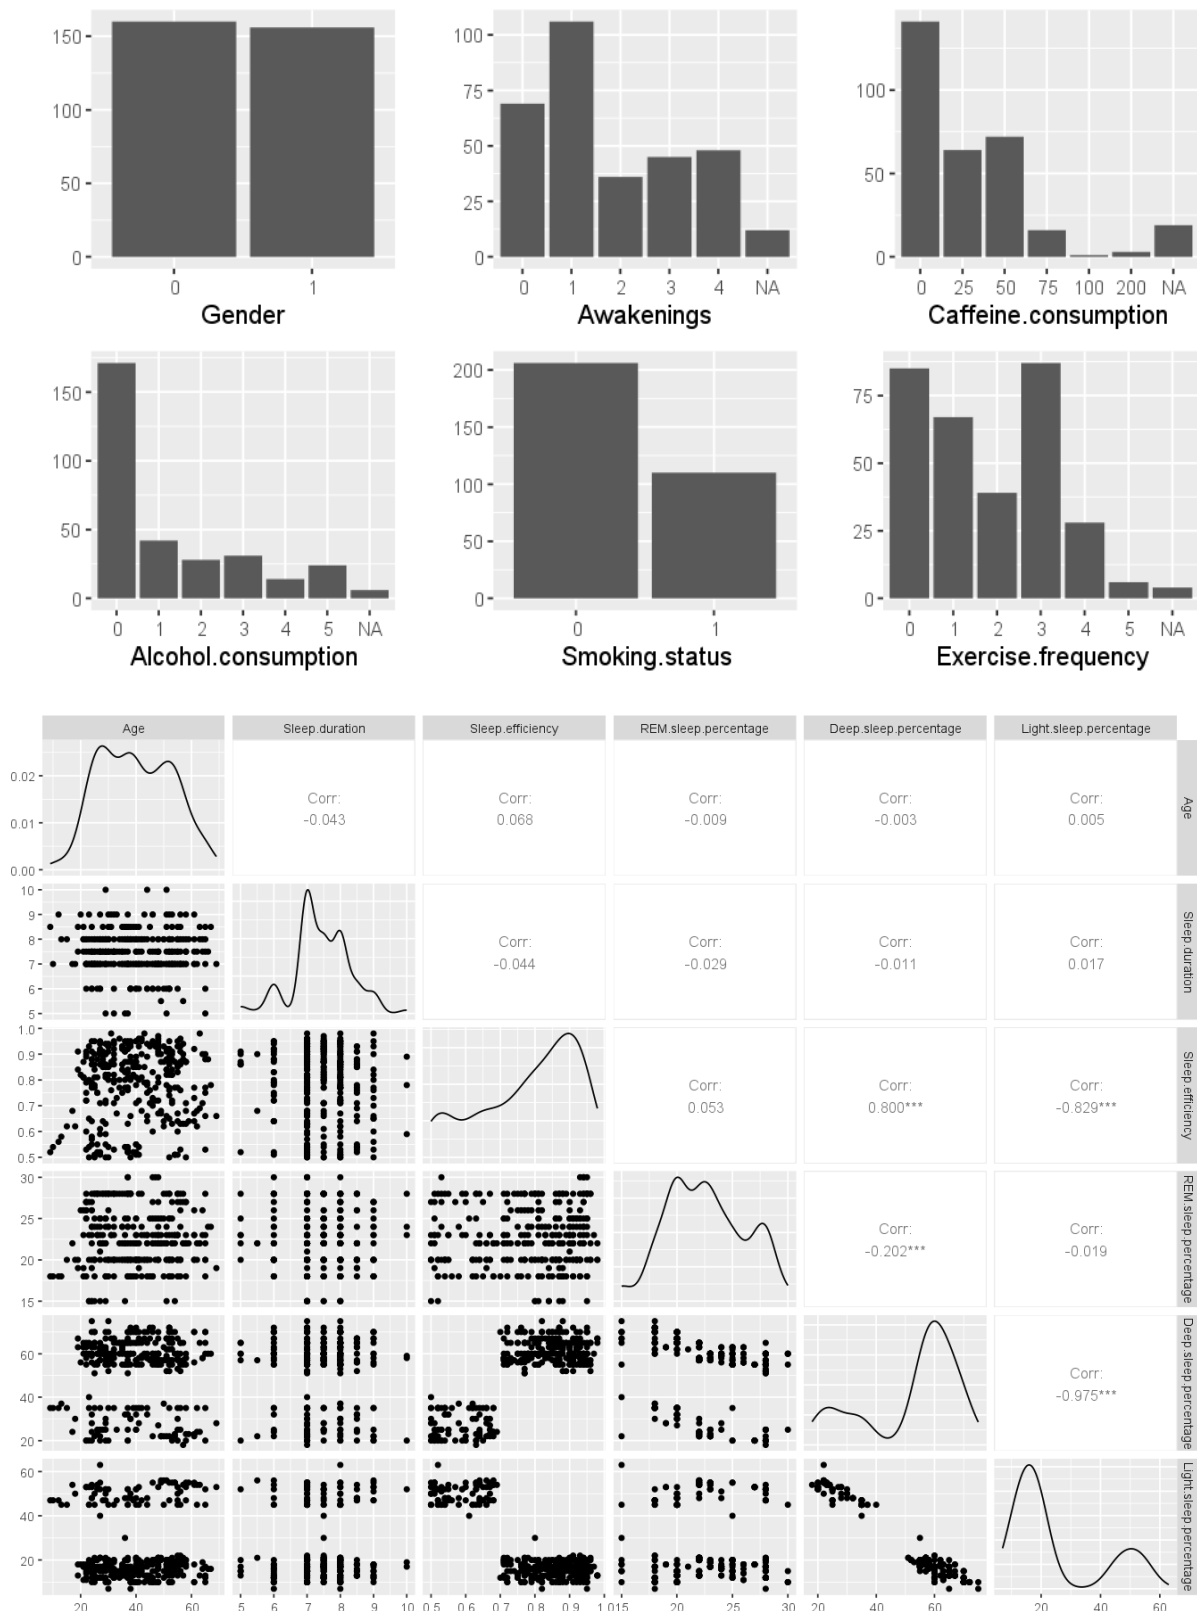 150
100
50
0
0 1
Gender
100
75
50
25
0
0 1 2 3 4 NA
Awakenings
100
50
0
0 25 50 75 100 200 NA
Caffeine.consumption
150
100
50
0
0 1 2 3 4 5 NA
Alcohol.consumption
200
150
100
50
0
0 1
Smoking.status
75
50
25
0
0 1 2 3 4 5 NA
Exercise.frequency
Age Sleep.duration Sleep.efficiency REM.sleep.percentage Deep.sleep.percentage Light.sleep.percentage
0.02
0.01
0.00
Corr:
-0.043
Corr:
0.068
Corr:
-0.009
Corr:
-0.003
Corr:
0.005
Age
10
9
8
7
6
5
Corr:
-0.044
Corr:
-0.029
Corr:
-0.011
Corr:
0.017
Sleep.duration
1.0
0.9
0.8
0.7
0.6
0.5
Corr:
0.053
Corr:
0.800***
Corr:
-0.829***
Sleep.efficiency
30
25
20
15
Corr:
-0.202***
Corr:
-0.019
REM.sleep.percentage
60
40
20
Corr:
-0.975***
Deep.sleep.percentage
60
40
20
Light.sleep.percentage
20 40 60 5 6 7 8 9 10 0.5 0.6 0.7 0.8 0.9 1.0 15 20 25 30 20 40 60 20 40 60